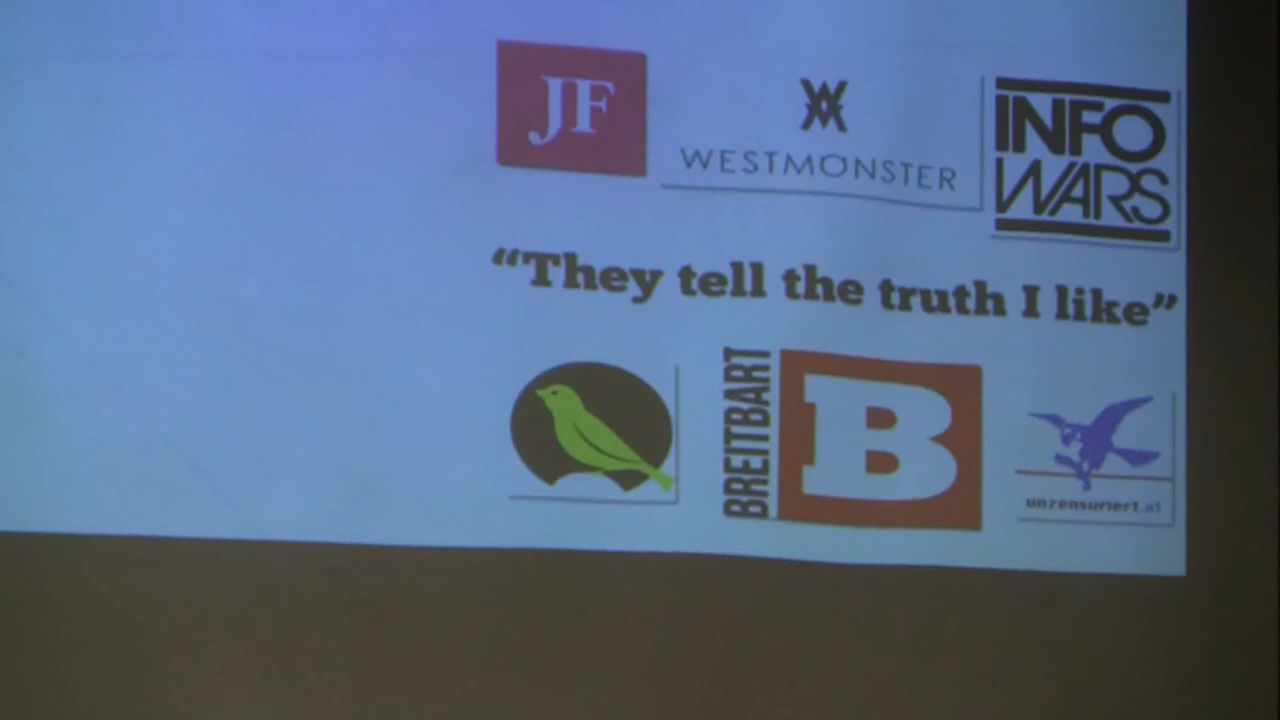 JF
WESTMONSTER
INFO
WARS
“They tell the truth I like”
BREITBART
B
unzensuriert.at